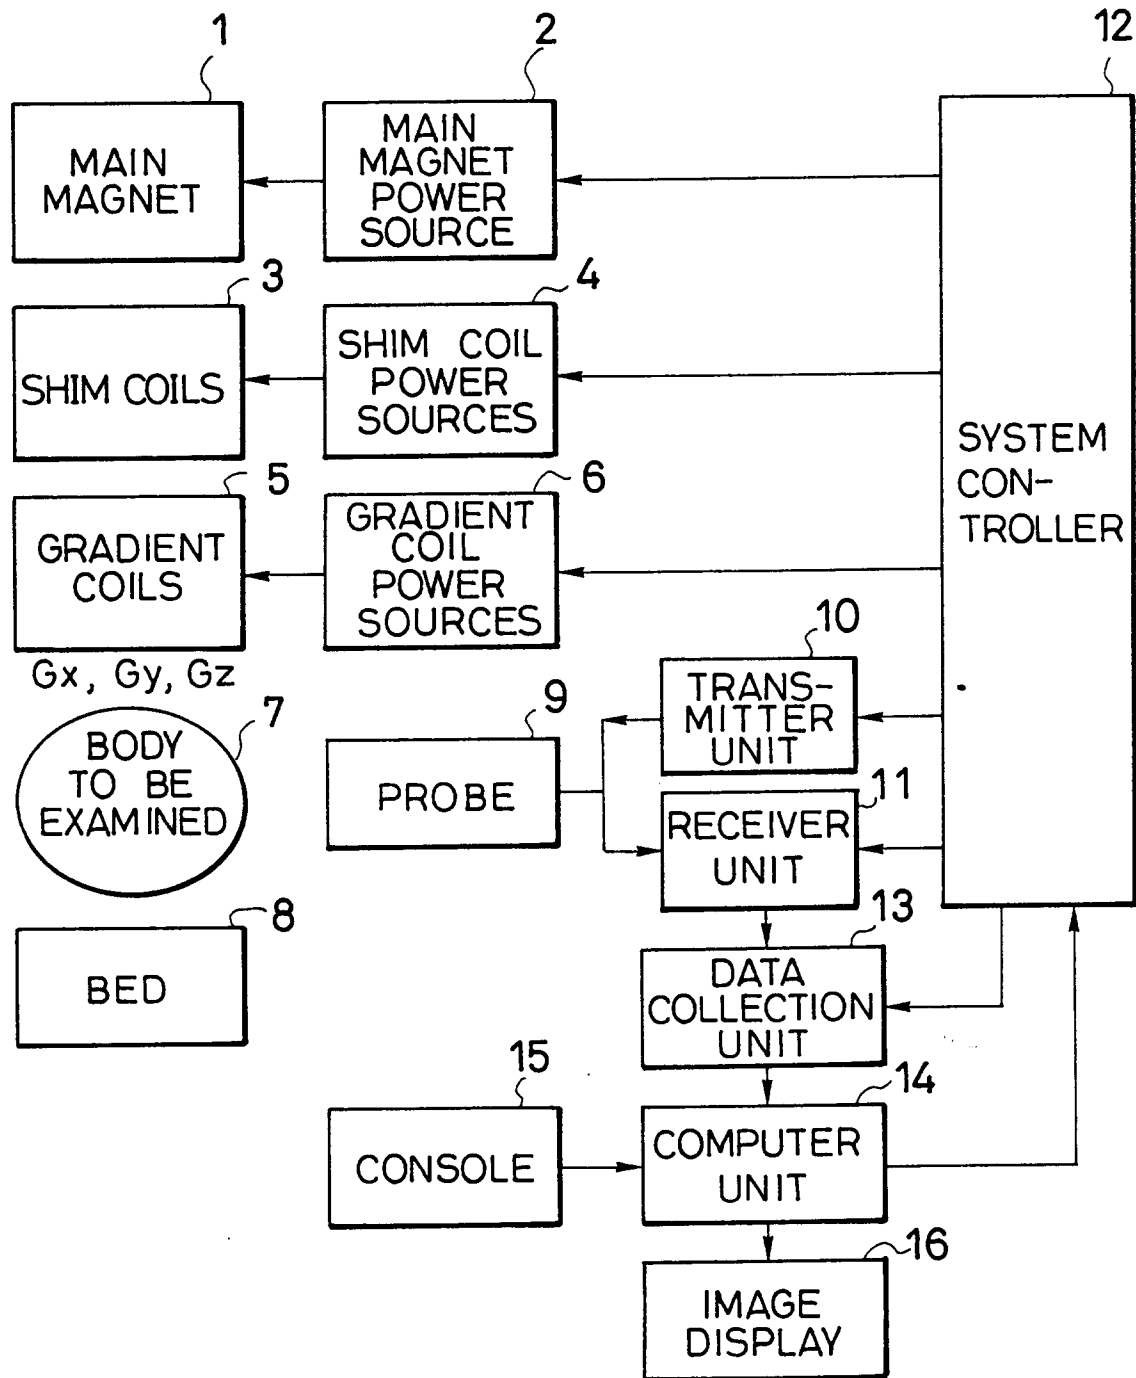 1
2
12
MAIN
MAGNET
MAIN
MAGNET
POWER
SOURCE
3
4
SHIM COILS
SHIM COIL
POWER
SOURCES
SYSTEM
CON-
TROLLER
5
6
GRADIENT
COILS
GRADIENT
COIL
POWER
SOURCES
Gx, Gy, Gz
10
TRANS-
MITTER
UNIT
7
BODY
TO BE
EXAMINED
9
PROBE
11
RECEIVER
UNIT
8
BED
13
DATA
COLLECTION
UNIT
15
CONSOLE
14
COMPUTER
UNIT
16
IMAGE
DISPLAY